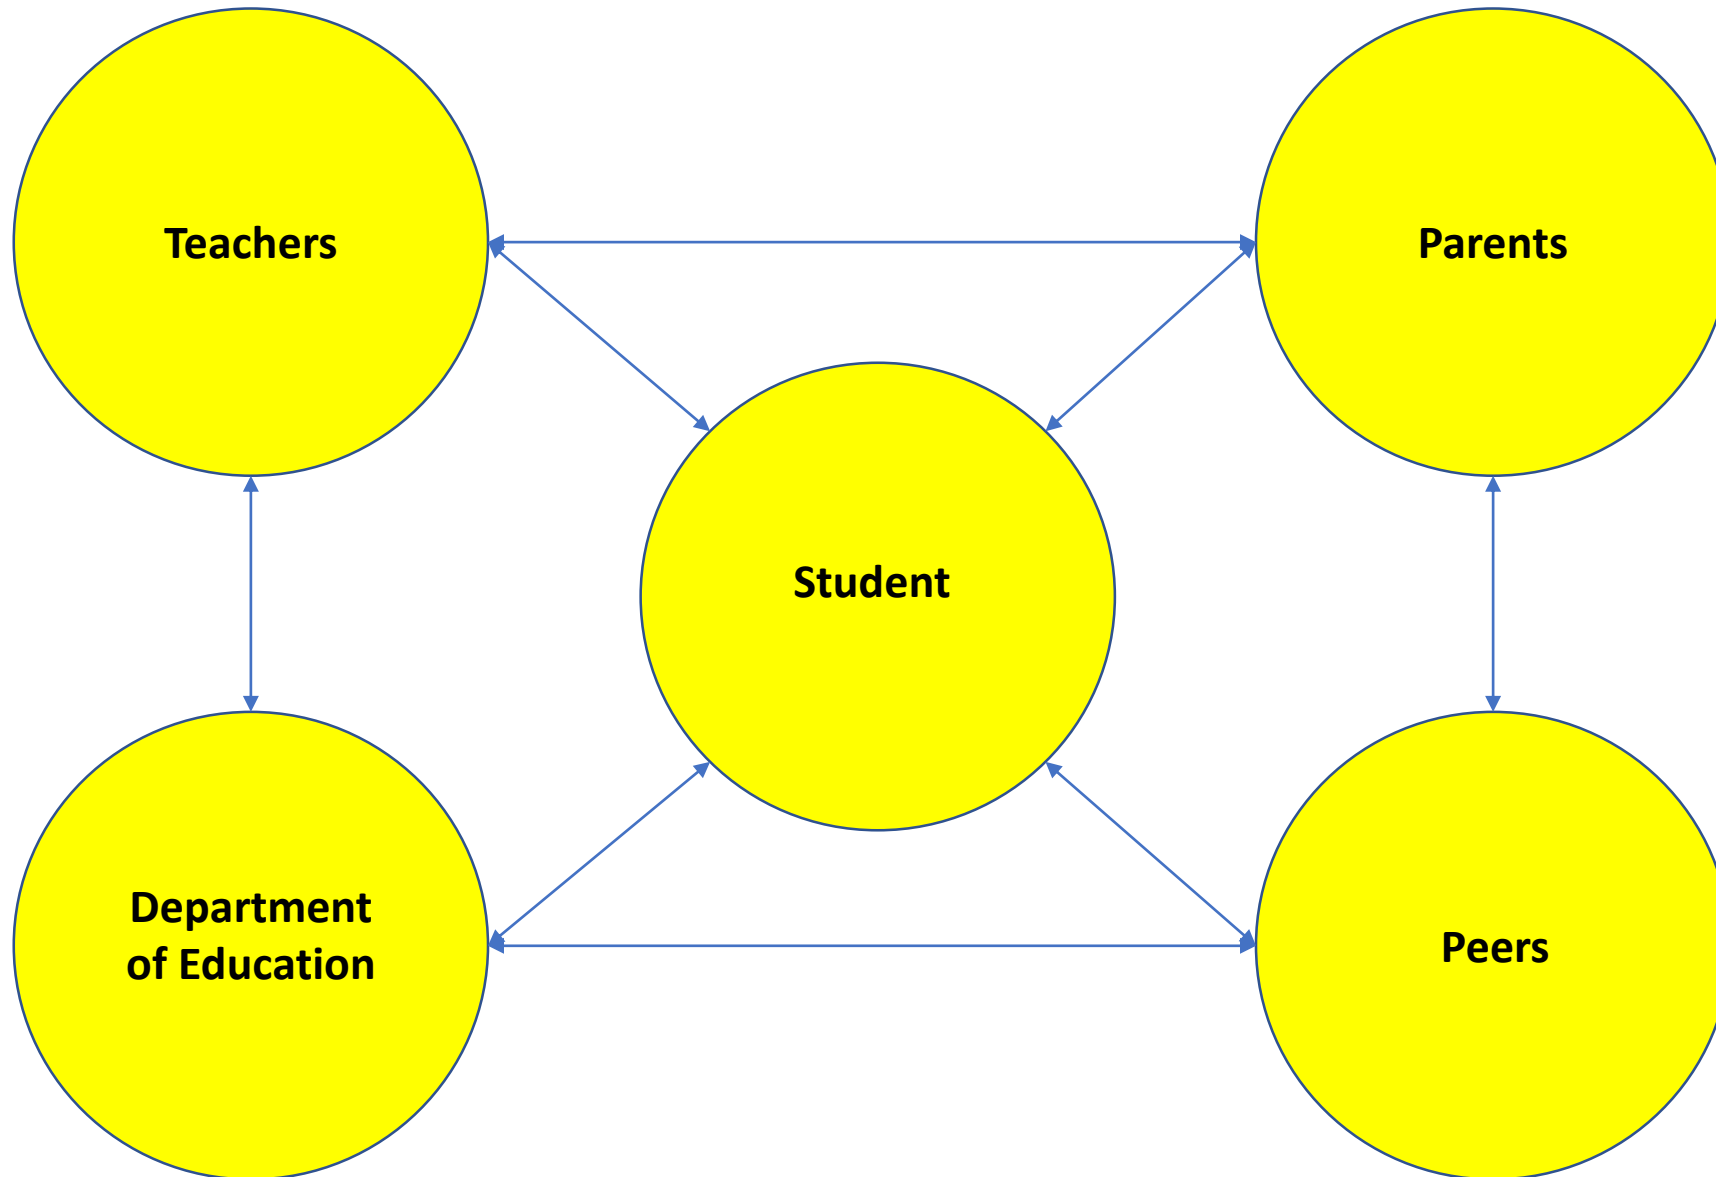 Teachers
Parents
Student
Department
of Education
Peers